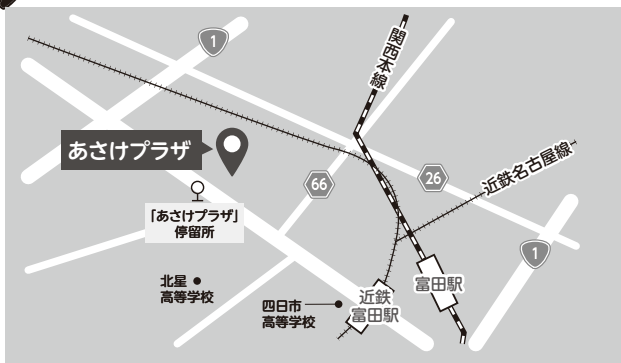 1
関西本線
あさけプラザ
66
26
近鉄名古屋線
「あさけプラザ」
停留所
1
北星
高等学校
富田駅
近鉄
富田駅
四日市
高等学校